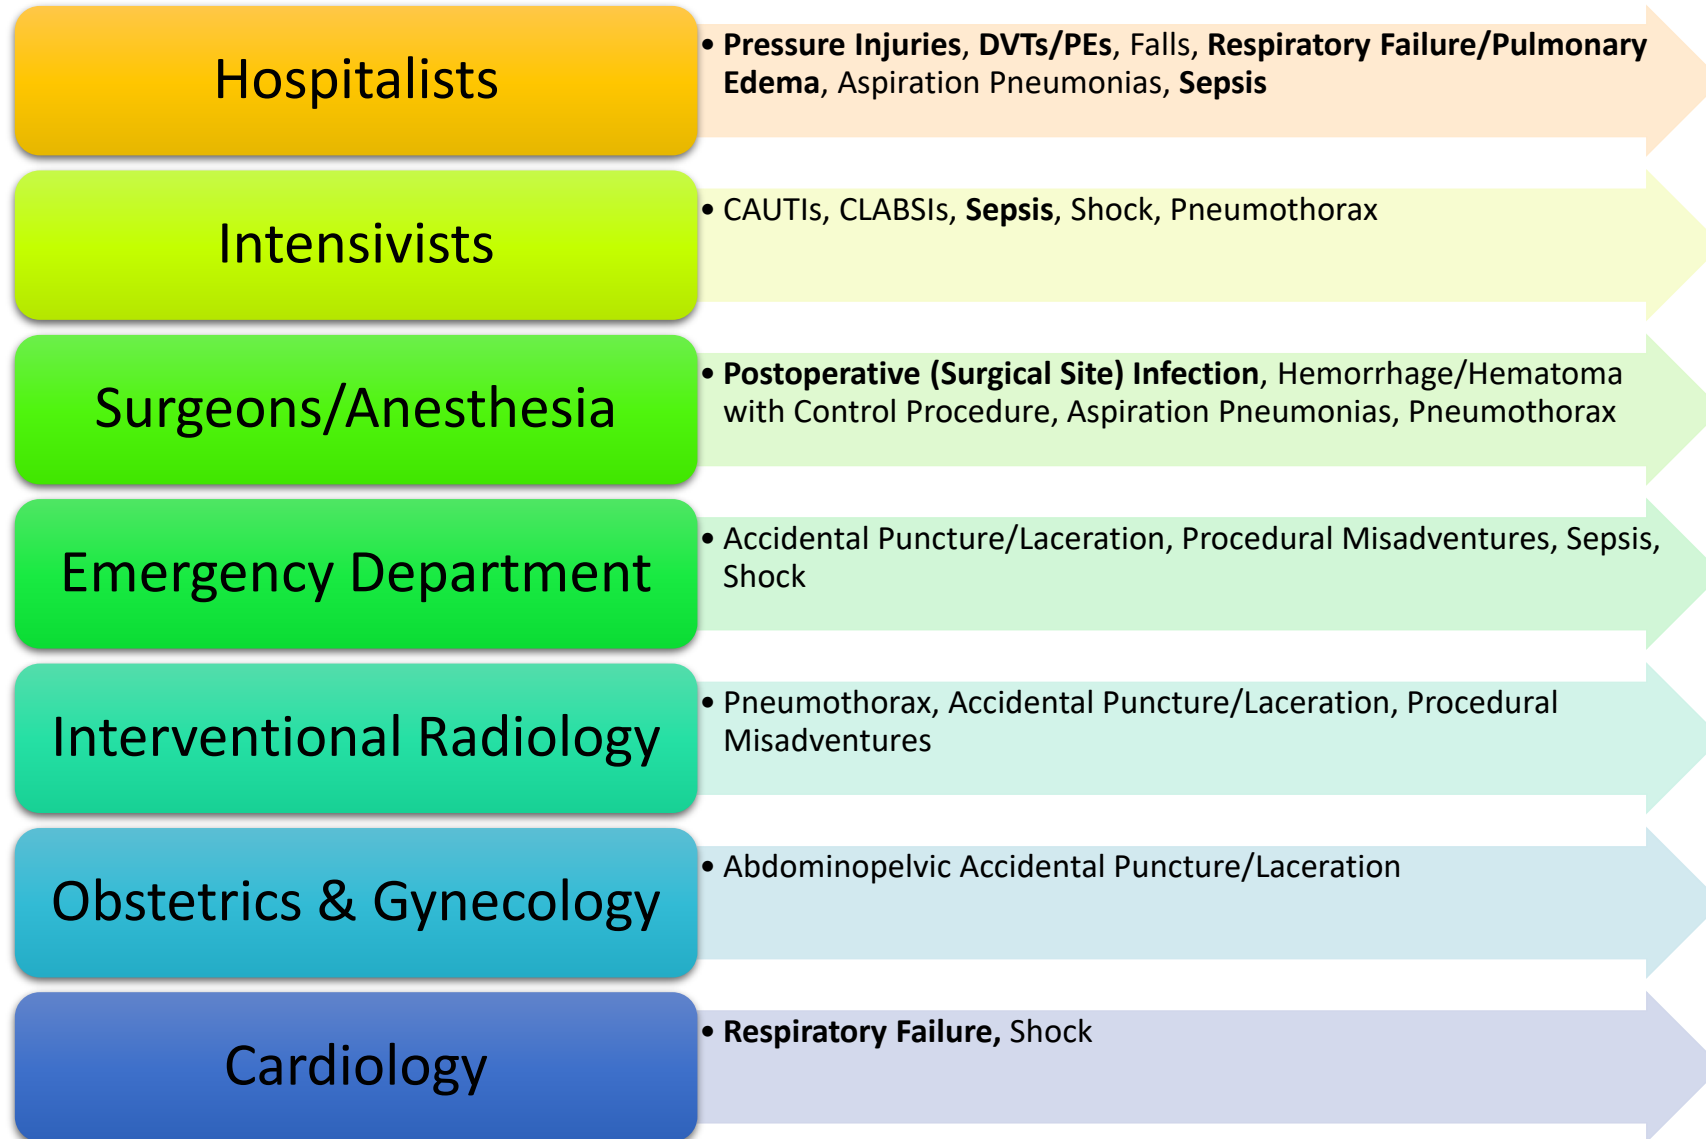 Hospitalists
• Pressure Injuries, DVTs/PEs, Falls, Respiratory Failure/Pulmonary
Edema, Aspiration Pneumonias, Sepsis
Intensivists
• CAUTIs, CLABSIs, Sepsis, Shock, Pneumothorax
Surgeons/Anesthesia
• Postoperative (Surgical Site) Infection, Hemorrhage/Hematoma
with Control Procedure, Aspiration Pneumonias, Pneumothorax
Emergency Department
• Accidental Puncture/Laceration, Procedural Misadventures, Sepsis,
Shock
Interventional Radiology
• Pneumothorax, Accidental Puncture/Laceration, Procedural
Misadventures
Obstetrics & Gynecology
• Abdominopelvic Accidental Puncture/Laceration
Cardiology
• Respiratory Failure, Shock